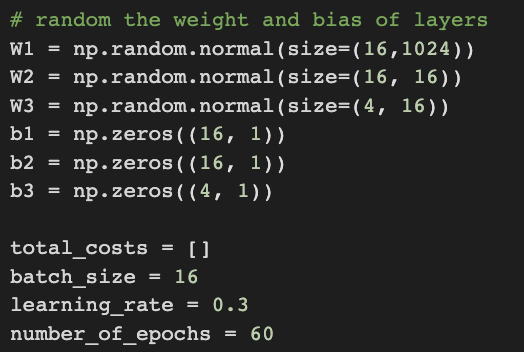 # random the weight and bias of layers
W1 = np.random.normal(size=(16,1024))
W2 = np.random.normal(size=(16, 16))
W3 = np.random.normal(size=(4, 16))
b1 = np.zeros((16, 1))
b2 = np.zeros((16, 1))
b3 = np.zeros((4, 1))

total_costs = []
batch_size = 16
learning_rate = 0.3
number_of_epochs = 60